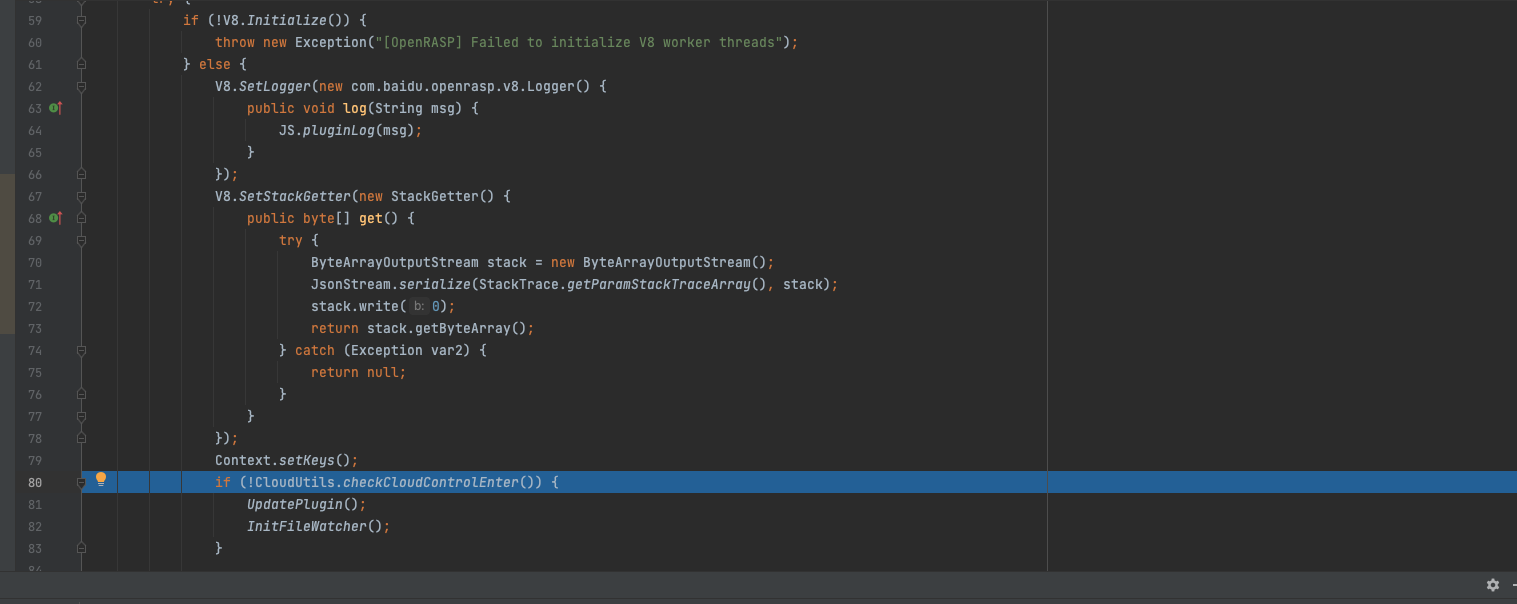 59 if (!V8.Initialize()) {
60 throw new Exception("[OpenRASP] Failed to initialize V8 worker threads");
61 } else {
62 V8.SetLogger(new com.baidu.openrasp.v8.Logger() {
63 public void log(String msg) {
64 JS.pluginLog(msg);
65 }
66 });
67 V8.SetStackGetter(new StackGetter() {
68 public byte[] get() {
69 try {
70 ByteArrayOutputStream stack = new ByteArrayOutputStream();
71 JsonStream.serialize(StackTrace.getParamStackTraceArray(), stack);
72 stack.write( b: 0);
73 return stack.getByteArray();
74 } catch (Exception var2) {
75 return null;
76 }
77 }
78 });
79 Context.setKeys();
80 if (!CloudUtils.checkCloudControlEnter()) {
81 UpdatePlugin();
82 InitFileWatcher();
83 }